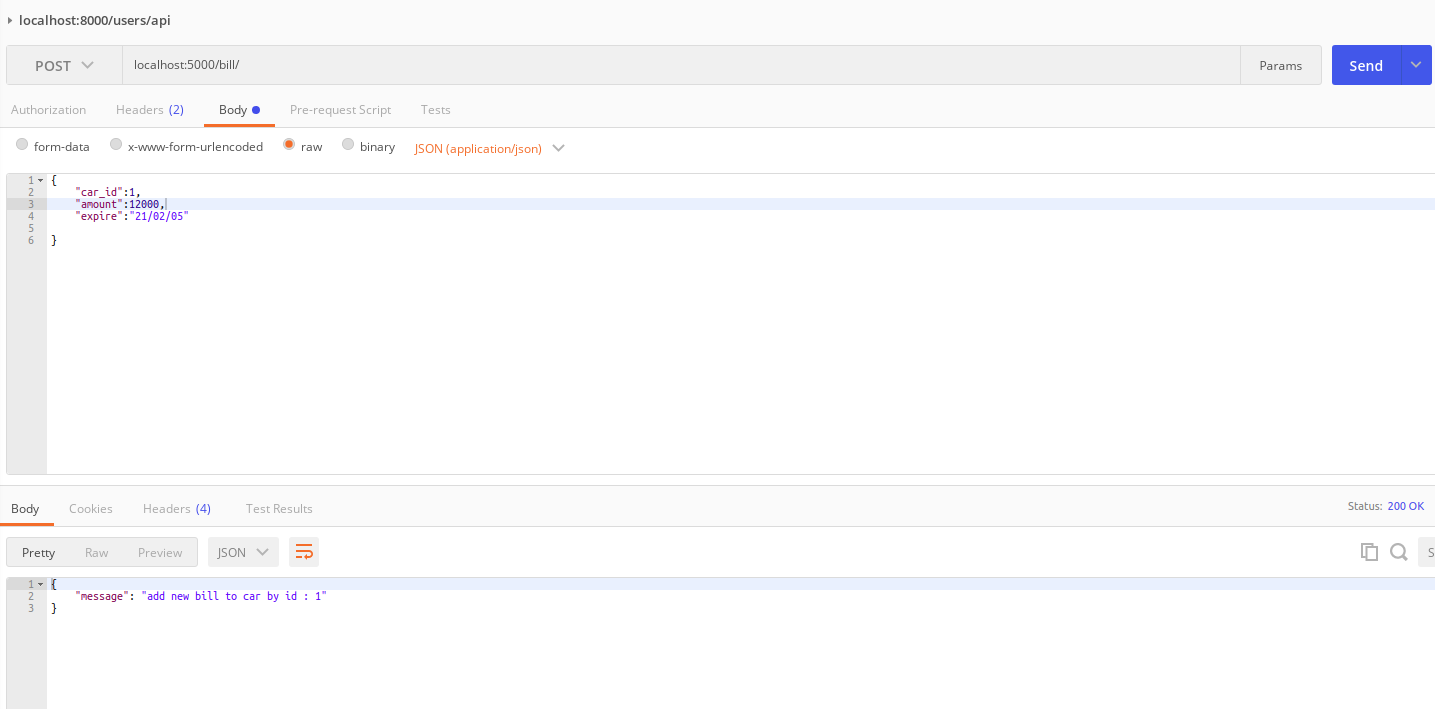 localhost:8000/users/api
POST localhost:5000/bill/ Params Send
Authorization Headers (2) Body Pre-request Script Tests
form-data x-www-form-urlencoded raw binary JSON (application/json)
1 {
2 "car_id":1,
3 "amount":12000,
4 "expire":"21/02/05"
5
6 }
Body Cookies Headers (4) Test Results Status: 200 OK
Pretty Raw Preview JSON S
1 {
2 "message": "add new bill to car by id : 1"
3 }